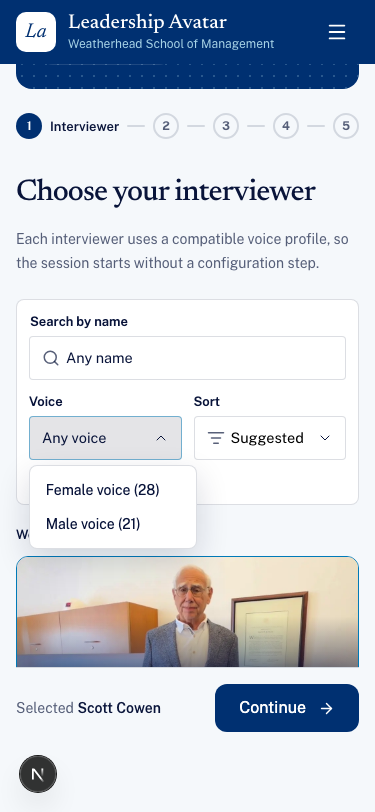 La
Leadership Avatar
Weatherhead School of Management
1 Interviewer 2 3 4 5
Choose your interviewer
Each interviewer uses a compatible voice profile, so
the session starts without a configuration step.
Search by name
Any name
Voice Sort
Any voice Suggested
Female voice (28)
Male voice (21)
Selected Scott Cowen
Continue
N